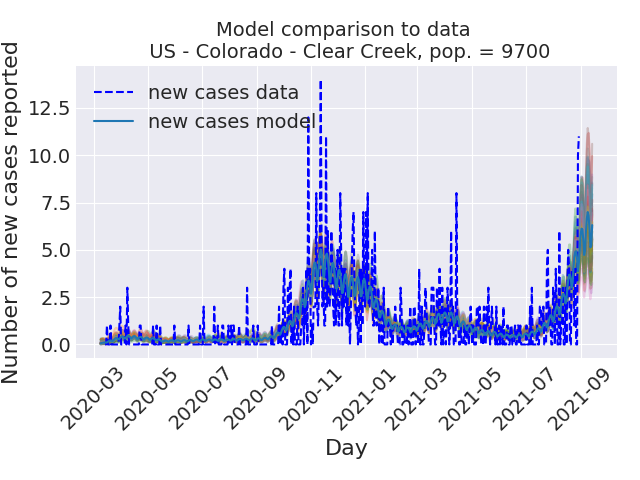 Model comparison to data
US - Colorado - Clear Creek, pop. = 9700
new cases data
new cases model
Number of new cases reported
12.5
10.0
7.5
5.0
2.5
0.0
2020-03
2020-05
2020-07
2020-09
2020-11
2021-01
2021-03
2021-05
2021-07
2021-09
Day